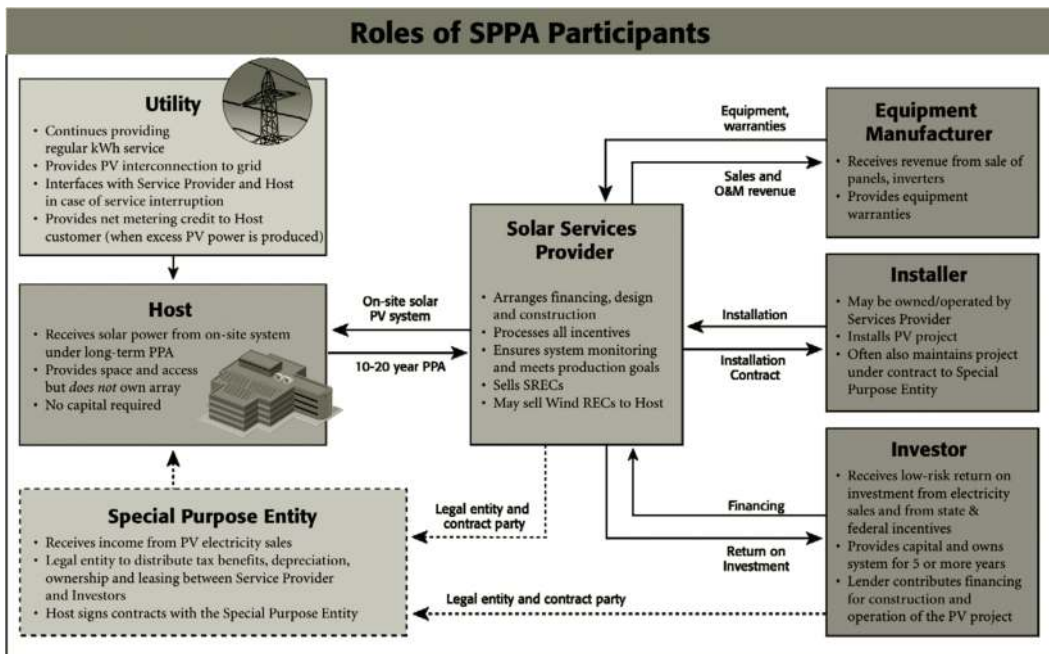 Roles of SPPA Participants
Utility
• Continues providing
regular kWh service
• Provides PV interconnection to grid
• Interfaces with Service Provider and Host
in case of service interruption
• Provides net metering credit to Host
customer (when excess PV power is produced)
Host
• Receives solar power from on-site system
under long-term PPA
• Provides space and access
but does not own array
• No capital required
Special Purpose Entity
• Receives income from PV electricity sales
• Legal entity to distribute tax benefits, depreciation,
ownership and leasing between Service Provider
and Investors
• Host signs contracts with the Special Purpose Entity
On-site solar
PV system
10-20 year PPA
Legal entity and
contract party
Legal entity and contract party
Solar Services
Provider
• Arranges financing, design
and construction
• Processes all incentives
• Ensures system monitoring
and meets production goals
• Sells SRECs
• May sell Wind RECs to Host
Equipment,
warranties
Sales and
O&M revenue
Installation
Installation
Contract
Financing
Return on
Investment
Equipment
Manufacturer
• Receives revenue from sale of
panels, inverters
• Provides equipment
warranties
Installer
• May be owned/operated by
Services Provider
• Installs PV project
• Often also maintains project
under contract to Special
Purpose Entity
Investor
• Receives low-risk return on
investment from electricity
sales and from state &
federal incentives
• Provides capital and owns
system for 5 or more years
• Lender contributes financing
for construction and
operation of the PV project